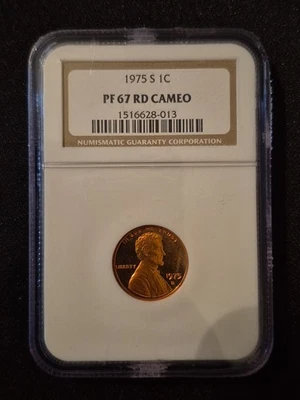 1975 S 1C
PF 67 RD CAMEO
1516628-013
NUMISMATIC GUARANTY CORPORATION
LIBERTY
1975
S